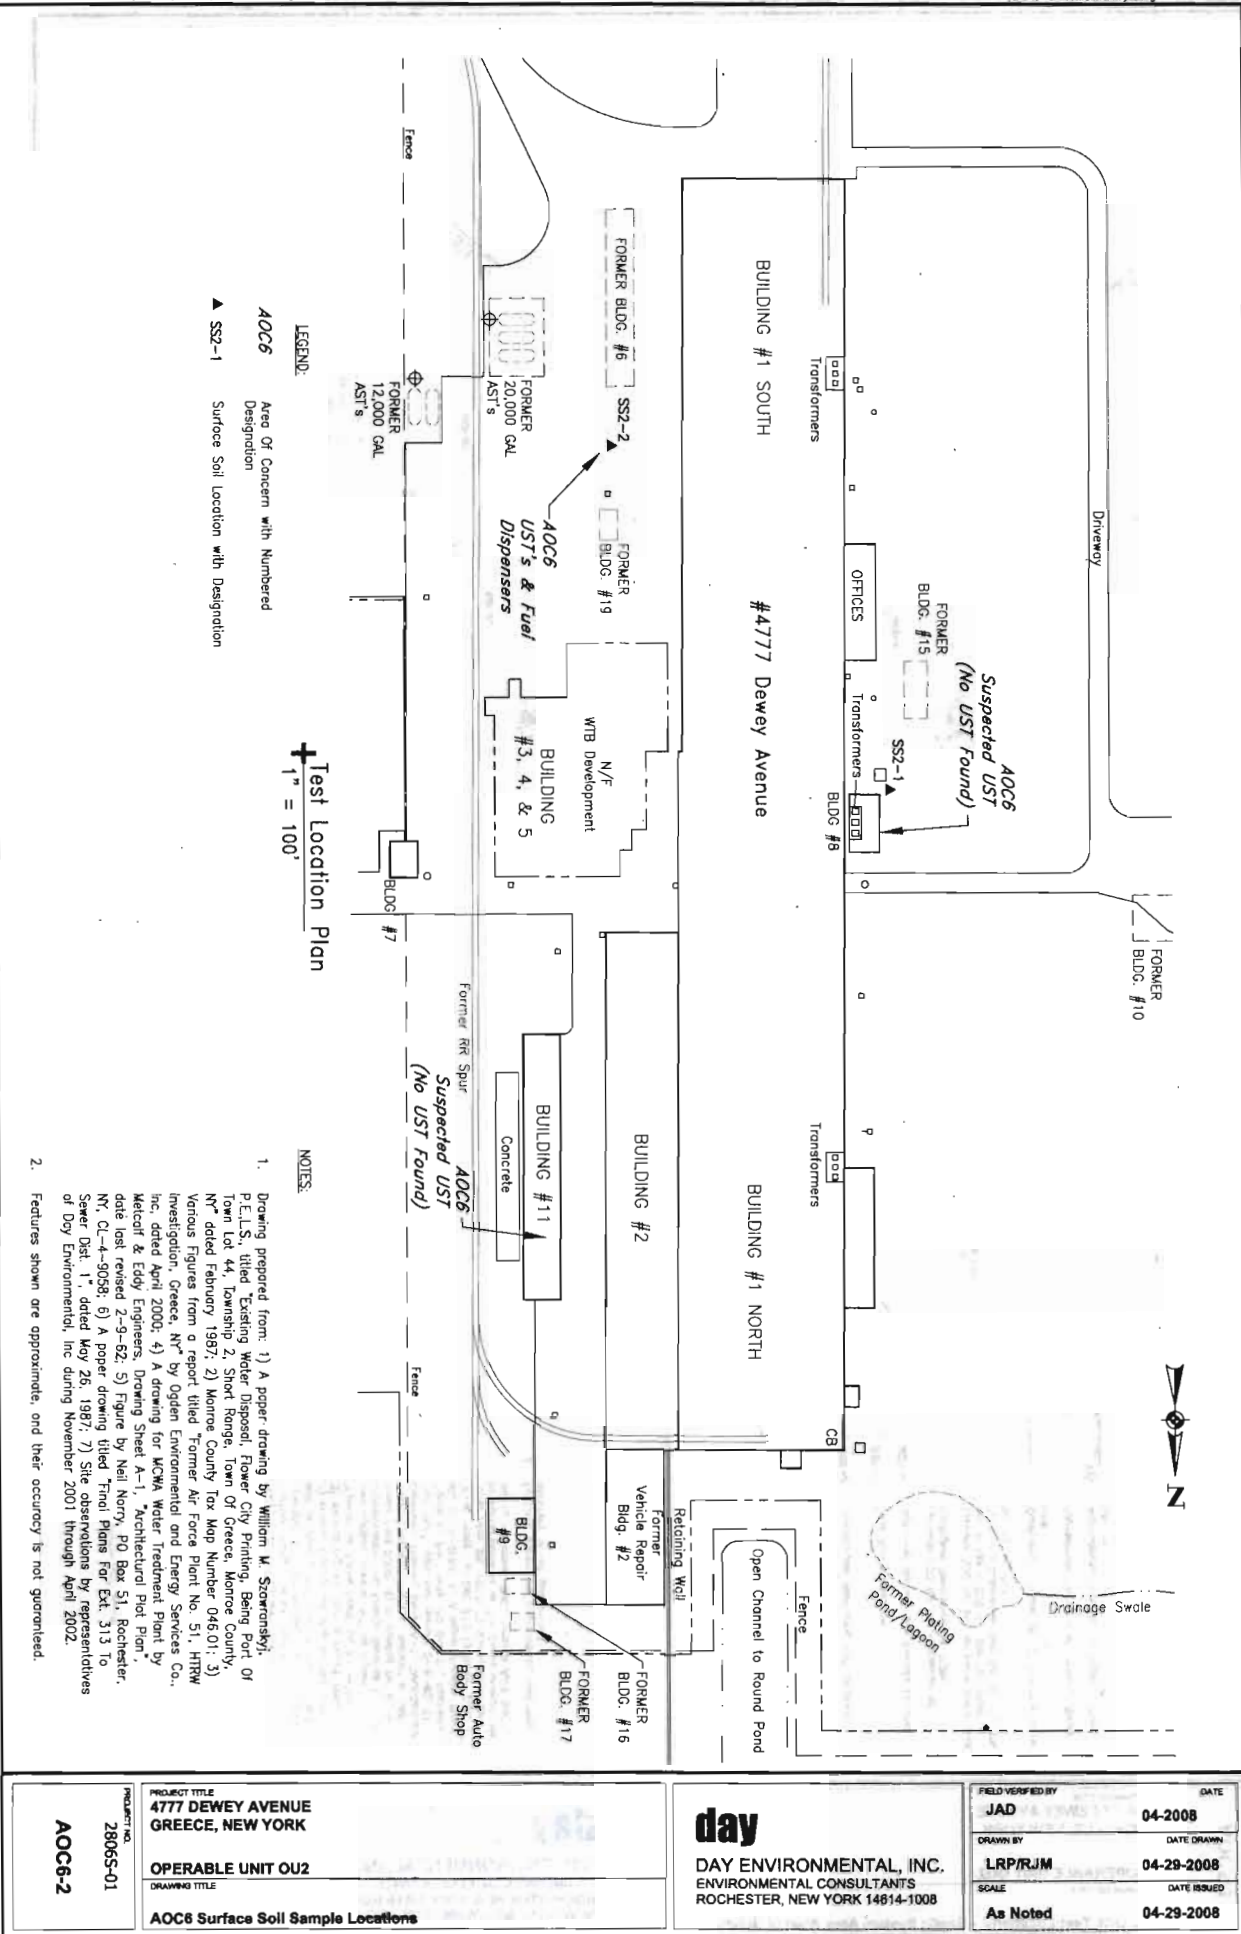 Fence
FORMER BLDG. #6
BUILDING #1 SOUTH
Transformers
Driveway
SS2-2
FORMER
20,000 GAL
AST's
FORMER
12,000 GAL
AST's
LEGEND:
AOC6
Area Of Concern with Numbered
Designation
▲ SS2-1
Surface Soil Location with Designation
AOC6
UST's & Fuel
Dispensers
FORMER
BLDG. #19
OFFICES
FORMER
BLDG. #15
#4777 Dewey Avenue
AOC6
Suspected UST
(No UST Found)
Transformers
SS2-1
BLDG #8
N/F
WTB Development
BUILDING
#3, 4, & 5
BLDG #7
Test Location Plan
1" = 100'
FORMER
BLDG. #10
Former RR Spur
AOC6
Suspected UST
(No UST Found)
Concrete
BUILDING #11
BUILDING #2
BUILDING #1 NORTH
Transformers
Fence
CB
N
BLDG.
#9
Former
Vehicle Repair
Bldg. #2
Retaining Wall
Open Channel to Round Pond
Fence
Former Plating
Pond/Lagoon
Drainage Swale
FORMER
BLDG. #16
FORMER
BLDG. #17
Former Auto
Body Shop
NOTES:
1. Drawing prepared from: 1) A paper drawing by William M. Szawranskyj,
P.E.,L.S., titled "Existing Water Disposal, Flower City Printing, Being Part Of
Town Lot 44, Township 2, Short Range, Town Of Greece, Monroe County,
NY" dated February 1987; 2) Monroe County Tax Map Number 046.01; 3)
Various Figures from a report titled "Former Air Force Plant No. 51, HTRW
Investigation, Greece, NY" by Ogden Environmental and Energy Services Co.,
Inc, dated April 2000; 4) A drawing for MCWA Water Treatment Plant by
Metcalf & Eddy Engineers, Drawing Sheet A-1, "Architectural Plot Plan",
date last revised 2-9-62; 5) Figure by Neil Norry, PO Box 51, Rochester,
NY, CL-4-9058; 6) A paper drawing titled "Final Plans For Ext. 313 To
Sewer Dist. 1", dated May 26, 1987; 7) Site observations by representatives
of Day Environmental, Inc during November 2001 through April 2002.
2. Features shown are approximate, and their accuracy is not guaranteed.
PROJECT NO.
2806S-01
AOC6-2
PROJECT TITLE
4777 DEWEY AVENUE
GREECE, NEW YORK
OPERABLE UNIT OU2
DRAWING TITLE
AOC6 Surface Soil Sample Locations
day
DAY ENVIRONMENTAL, INC.
ENVIRONMENTAL CONSULTANTS
ROCHESTER, NEW YORK 14614-1008
FIELD VERIFIED BY
JAD
DATE
04-2008
DRAWN BY
LRP/RJM
DATE DRAWN
04-29-2008
SCALE
As Noted
DATE ISSUED
04-29-2008